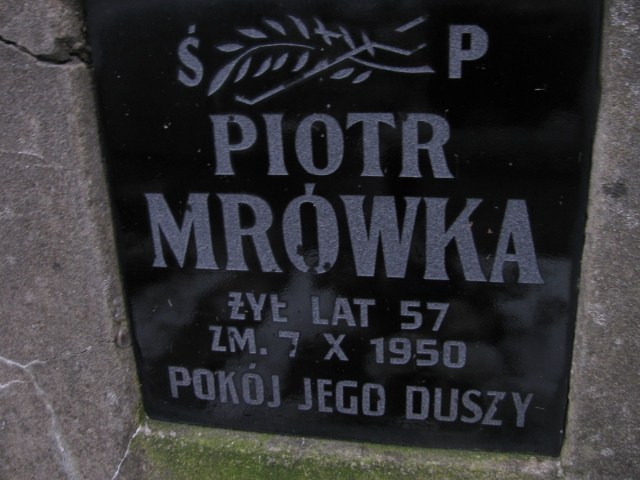 Ś P
PIOTR
MRÓWKA
ŻYŁ LAT 57
ZM. 7 X 1950
POKÓJ JEGO DUSZY